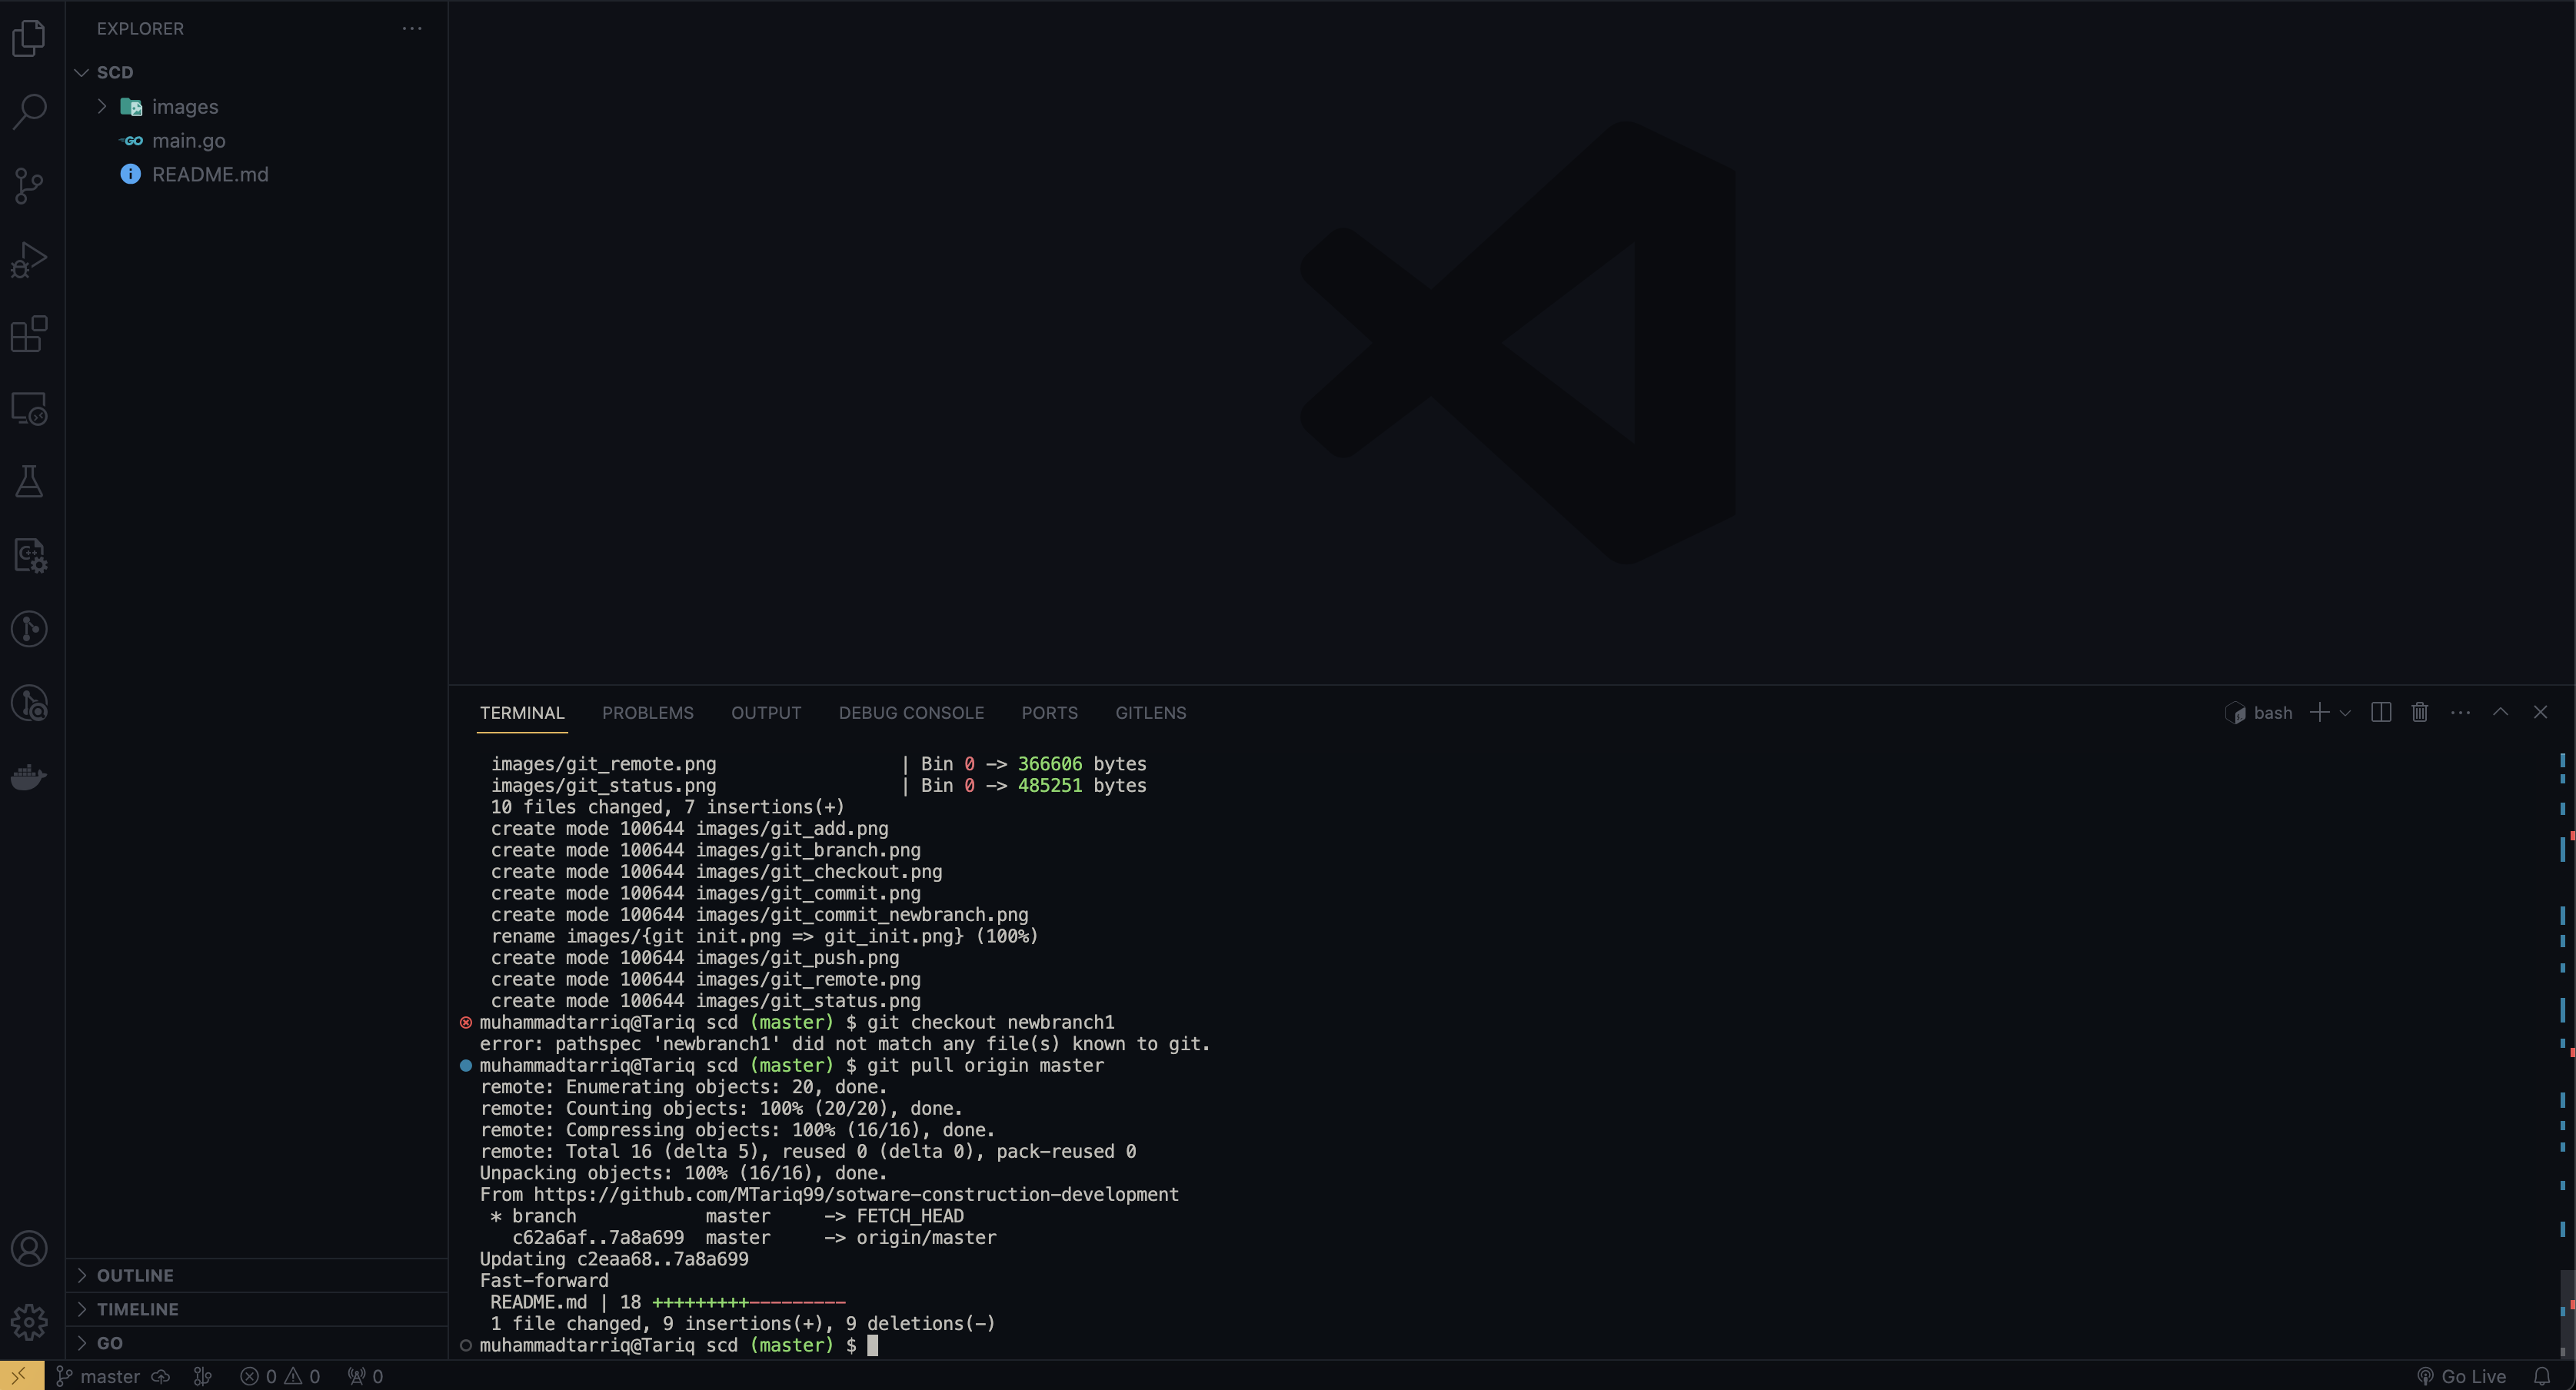 EXPLORER
SCD
images
GO main.go
README.md
OUTLINE
TIMELINE
GO
TERMINAL PROBLEMS OUTPUT DEBUG CONSOLE PORTS GITLENS bash
images/git_remote.png | Bin 0 -> 366606 bytes
images/git_status.png | Bin 0 -> 485251 bytes
10 files changed, 7 insertions(+)
create mode 100644 images/git_add.png
create mode 100644 images/git_branch.png
create mode 100644 images/git_checkout.png
create mode 100644 images/git_commit.png
create mode 100644 images/git_commit_newbranch.png
rename images/{git init.png => git_init.png} (100%)
create mode 100644 images/git_push.png
create mode 100644 images/git_remote.png
create mode 100644 images/git_status.png
muhammadtarriq@Tariq scd (master) $ git checkout newbranch1
error: pathspec 'newbranch1' did not match any file(s) known to git.
muhammadtarriq@Tariq scd (master) $ git pull origin master
remote: Enumerating objects: 20, done.
remote: Counting objects: 100% (20/20), done.
remote: Compressing objects: 100% (16/16), done.
remote: Total 16 (delta 5), reused 0 (delta 0), pack-reused 0
Unpacking objects: 100% (16/16), done.
From https://github.com/MTariq99/sotware-construction-development
* branch master -> FETCH_HEAD
c62a6af..7a8a699 master -> origin/master
Updating c2eaa68..7a8a699
Fast-forward
README.md | 18 +++++++++---------
1 file changed, 9 insertions(+), 9 deletions(-)
muhammadtarriq@Tariq scd (master) $
master 0 0 0 Go Live